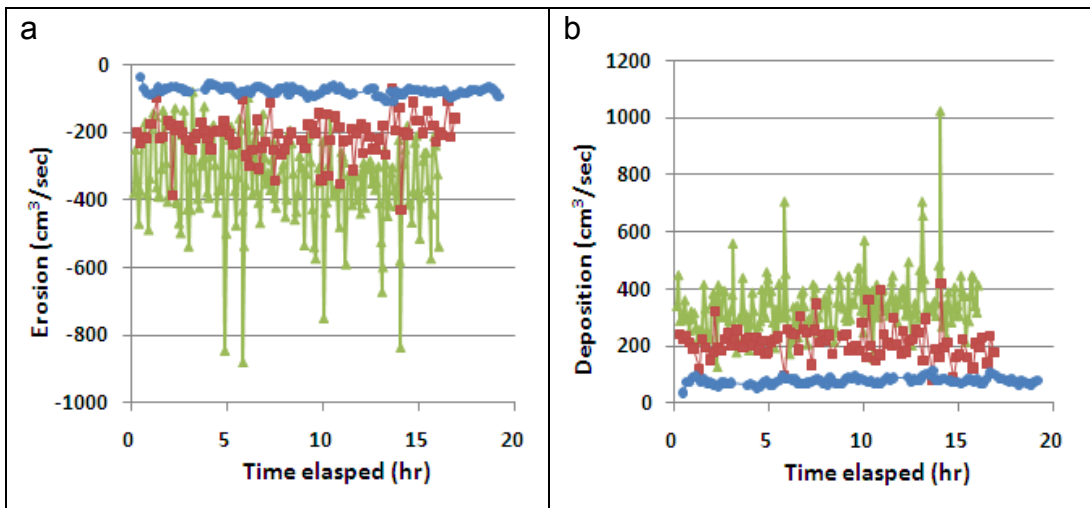 a
0
-200
-400
-600
-800
-1000
Erosion (cm³/sec)
0 5 10 15 20
Time elasped (hr)
b
1200
1000
800
600
400
200
0
Deposition (cm³/sec)
0 5 10 15 20
Time elasped (hr)